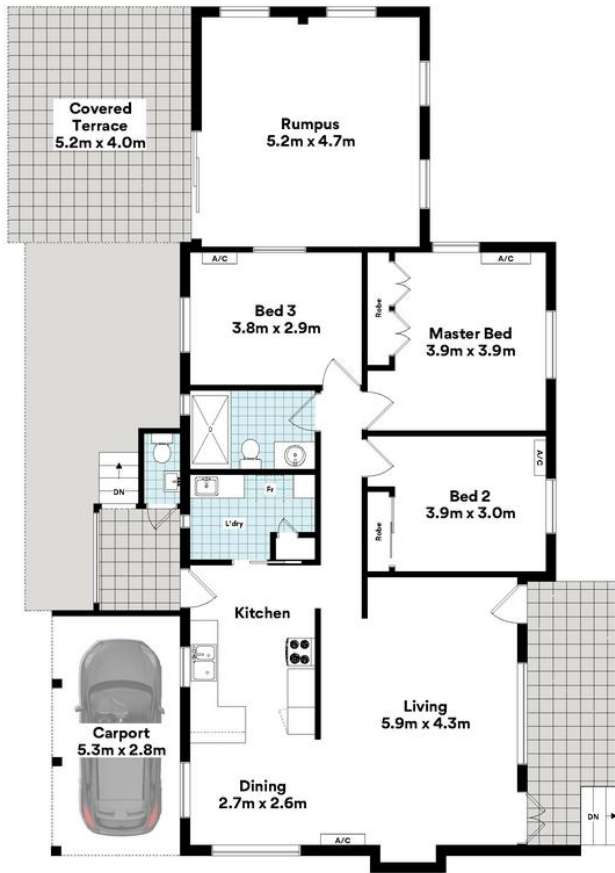 Covered
Terrace
5.2m x 4.0m
Rumpus
5.2m x 4.7m
A/C
A/C
Bed 3
3.8m x 2.9m
Robe
Master Bed
3.9m x 3.9m
A/C
DN
Fr
L'dry
Robe
Bed 2
3.9m x 3.0m
Kitchen
Living
5.9m x 4.3m
Carport
5.3m x 2.8m
Dining
2.7m x 2.6m
A/C
DN